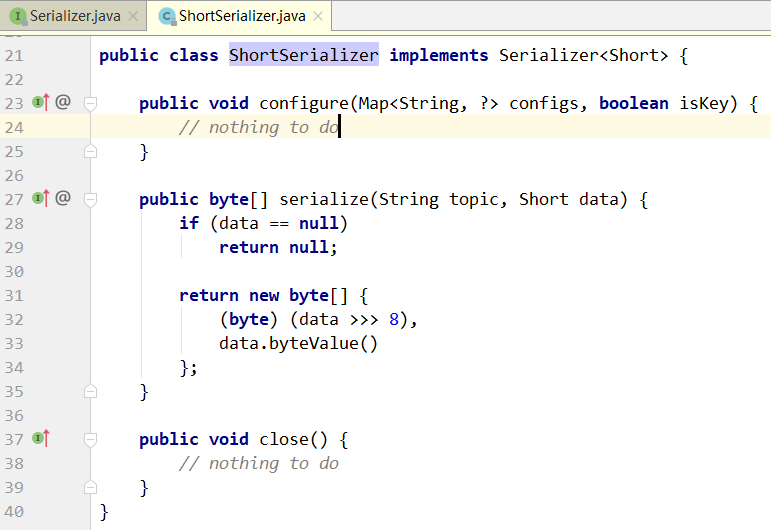 Serializer.java × ShortSerializer.java ×
21 public class ShortSerializer implements Serializer<Short> {
22
23 @ public void configure(Map<String, ?> configs, boolean isKey) {
24 // nothing to do
25 }
26
27 @ public byte[] serialize(String topic, Short data) {
28 if (data == null)
29 return null;
30
31 return new byte[] {
32 (byte) (data >>> 8),
33 data.byteValue()
34 };
35 }
36
37 public void close() {
38 // nothing to do
39 }
40 }